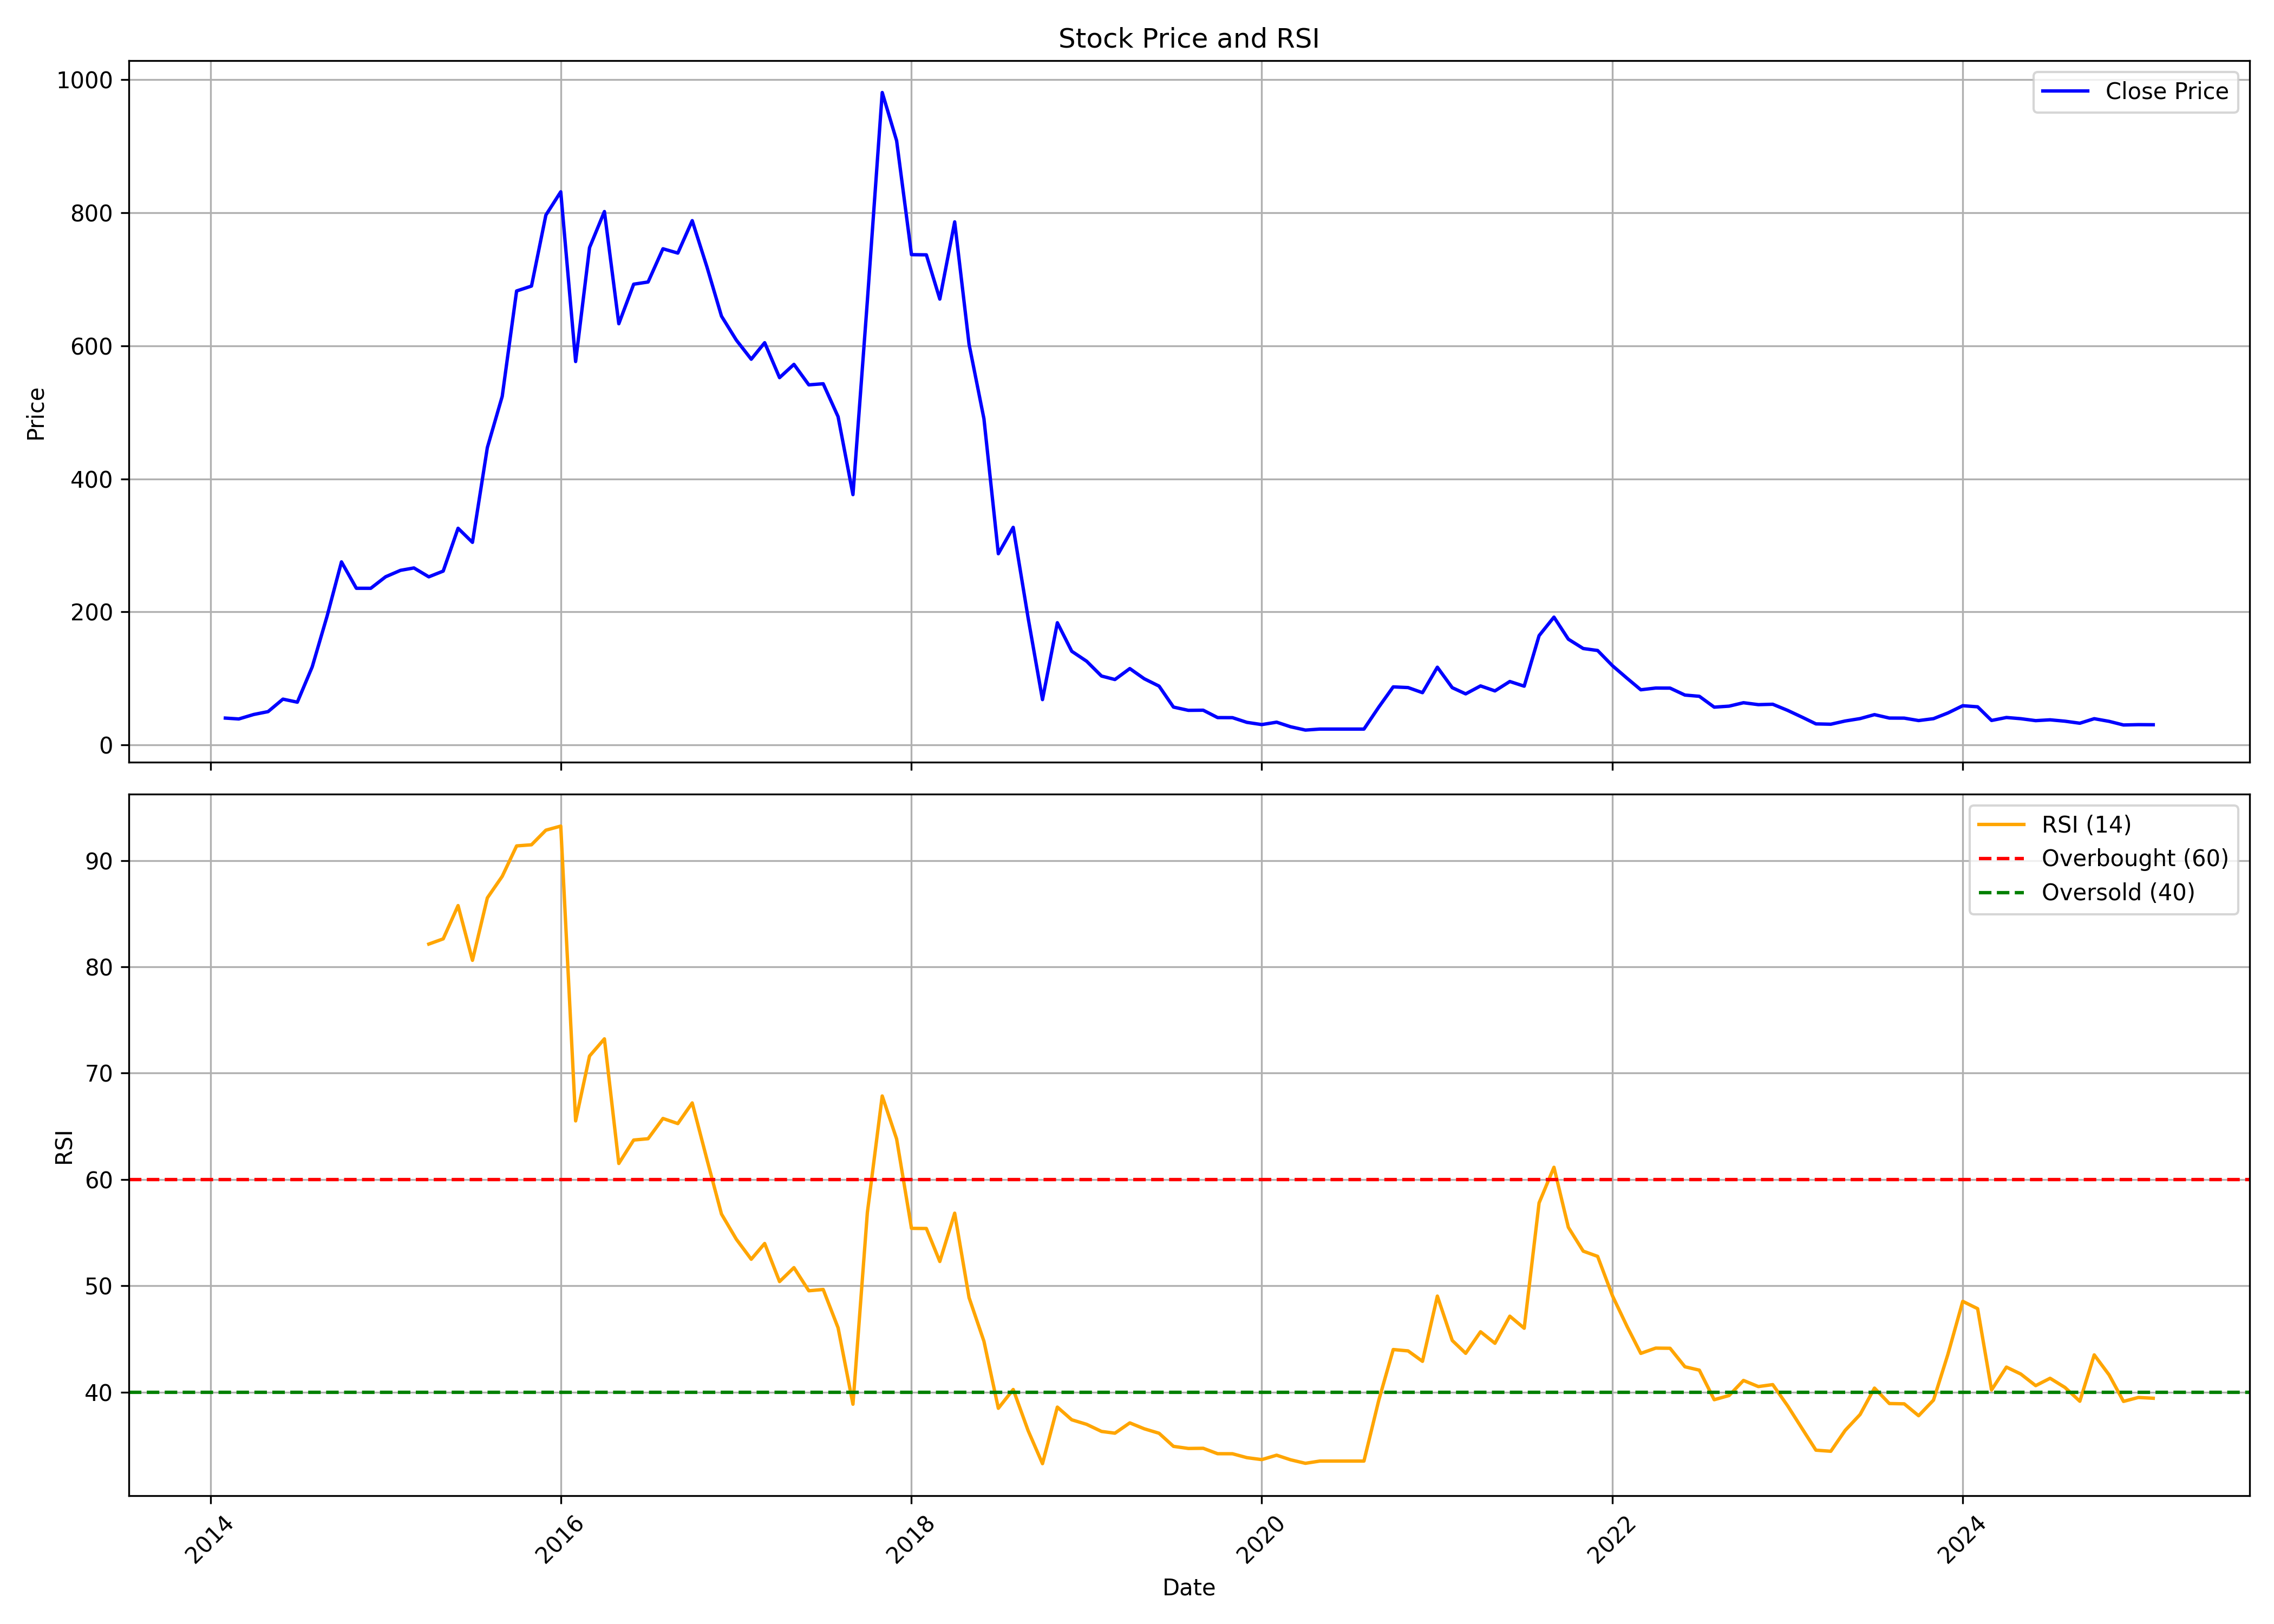 Stock Price and RSI
1000
800
600
400
200
0
Price
Close Price
90
80
70
60
50
40
RSI
RSI (14)
Overbought (60)
Oversold (40)
2014
2016
2018
2020
2022
2024
Date